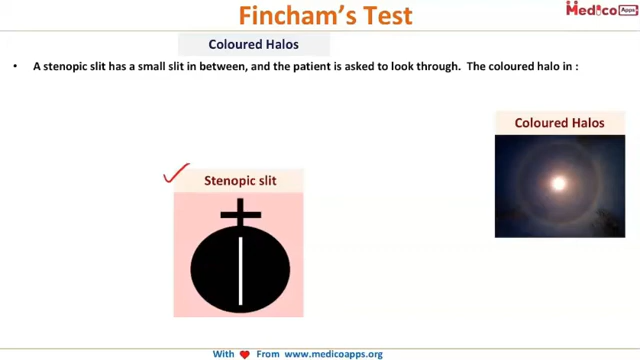 Fincham's Test
Medico Apps
Coloured Halos
• A stenopic slit has a small slit in between, and the patient is asked to look through. The coloured halo in :
Coloured Halos
Stenopic slit
With From www.medicoapps.org